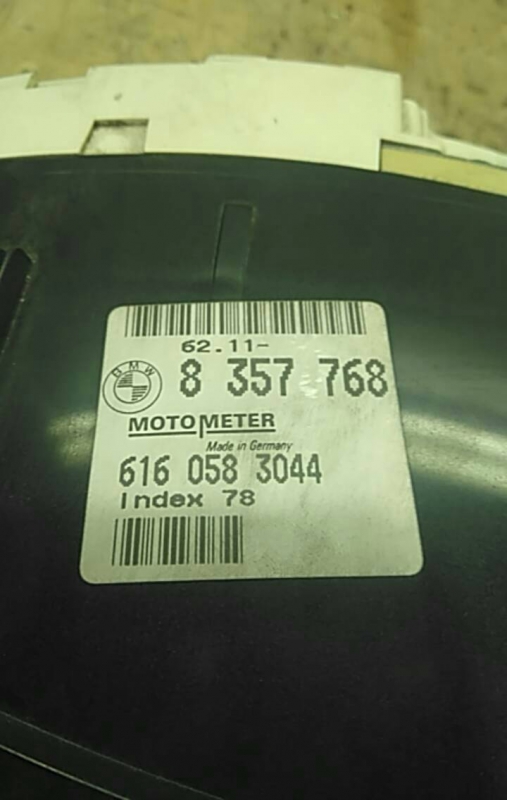 62.11-
BMW
8 357 768
MOTOMETER
Made in Germany
616 058 3044
Index 78